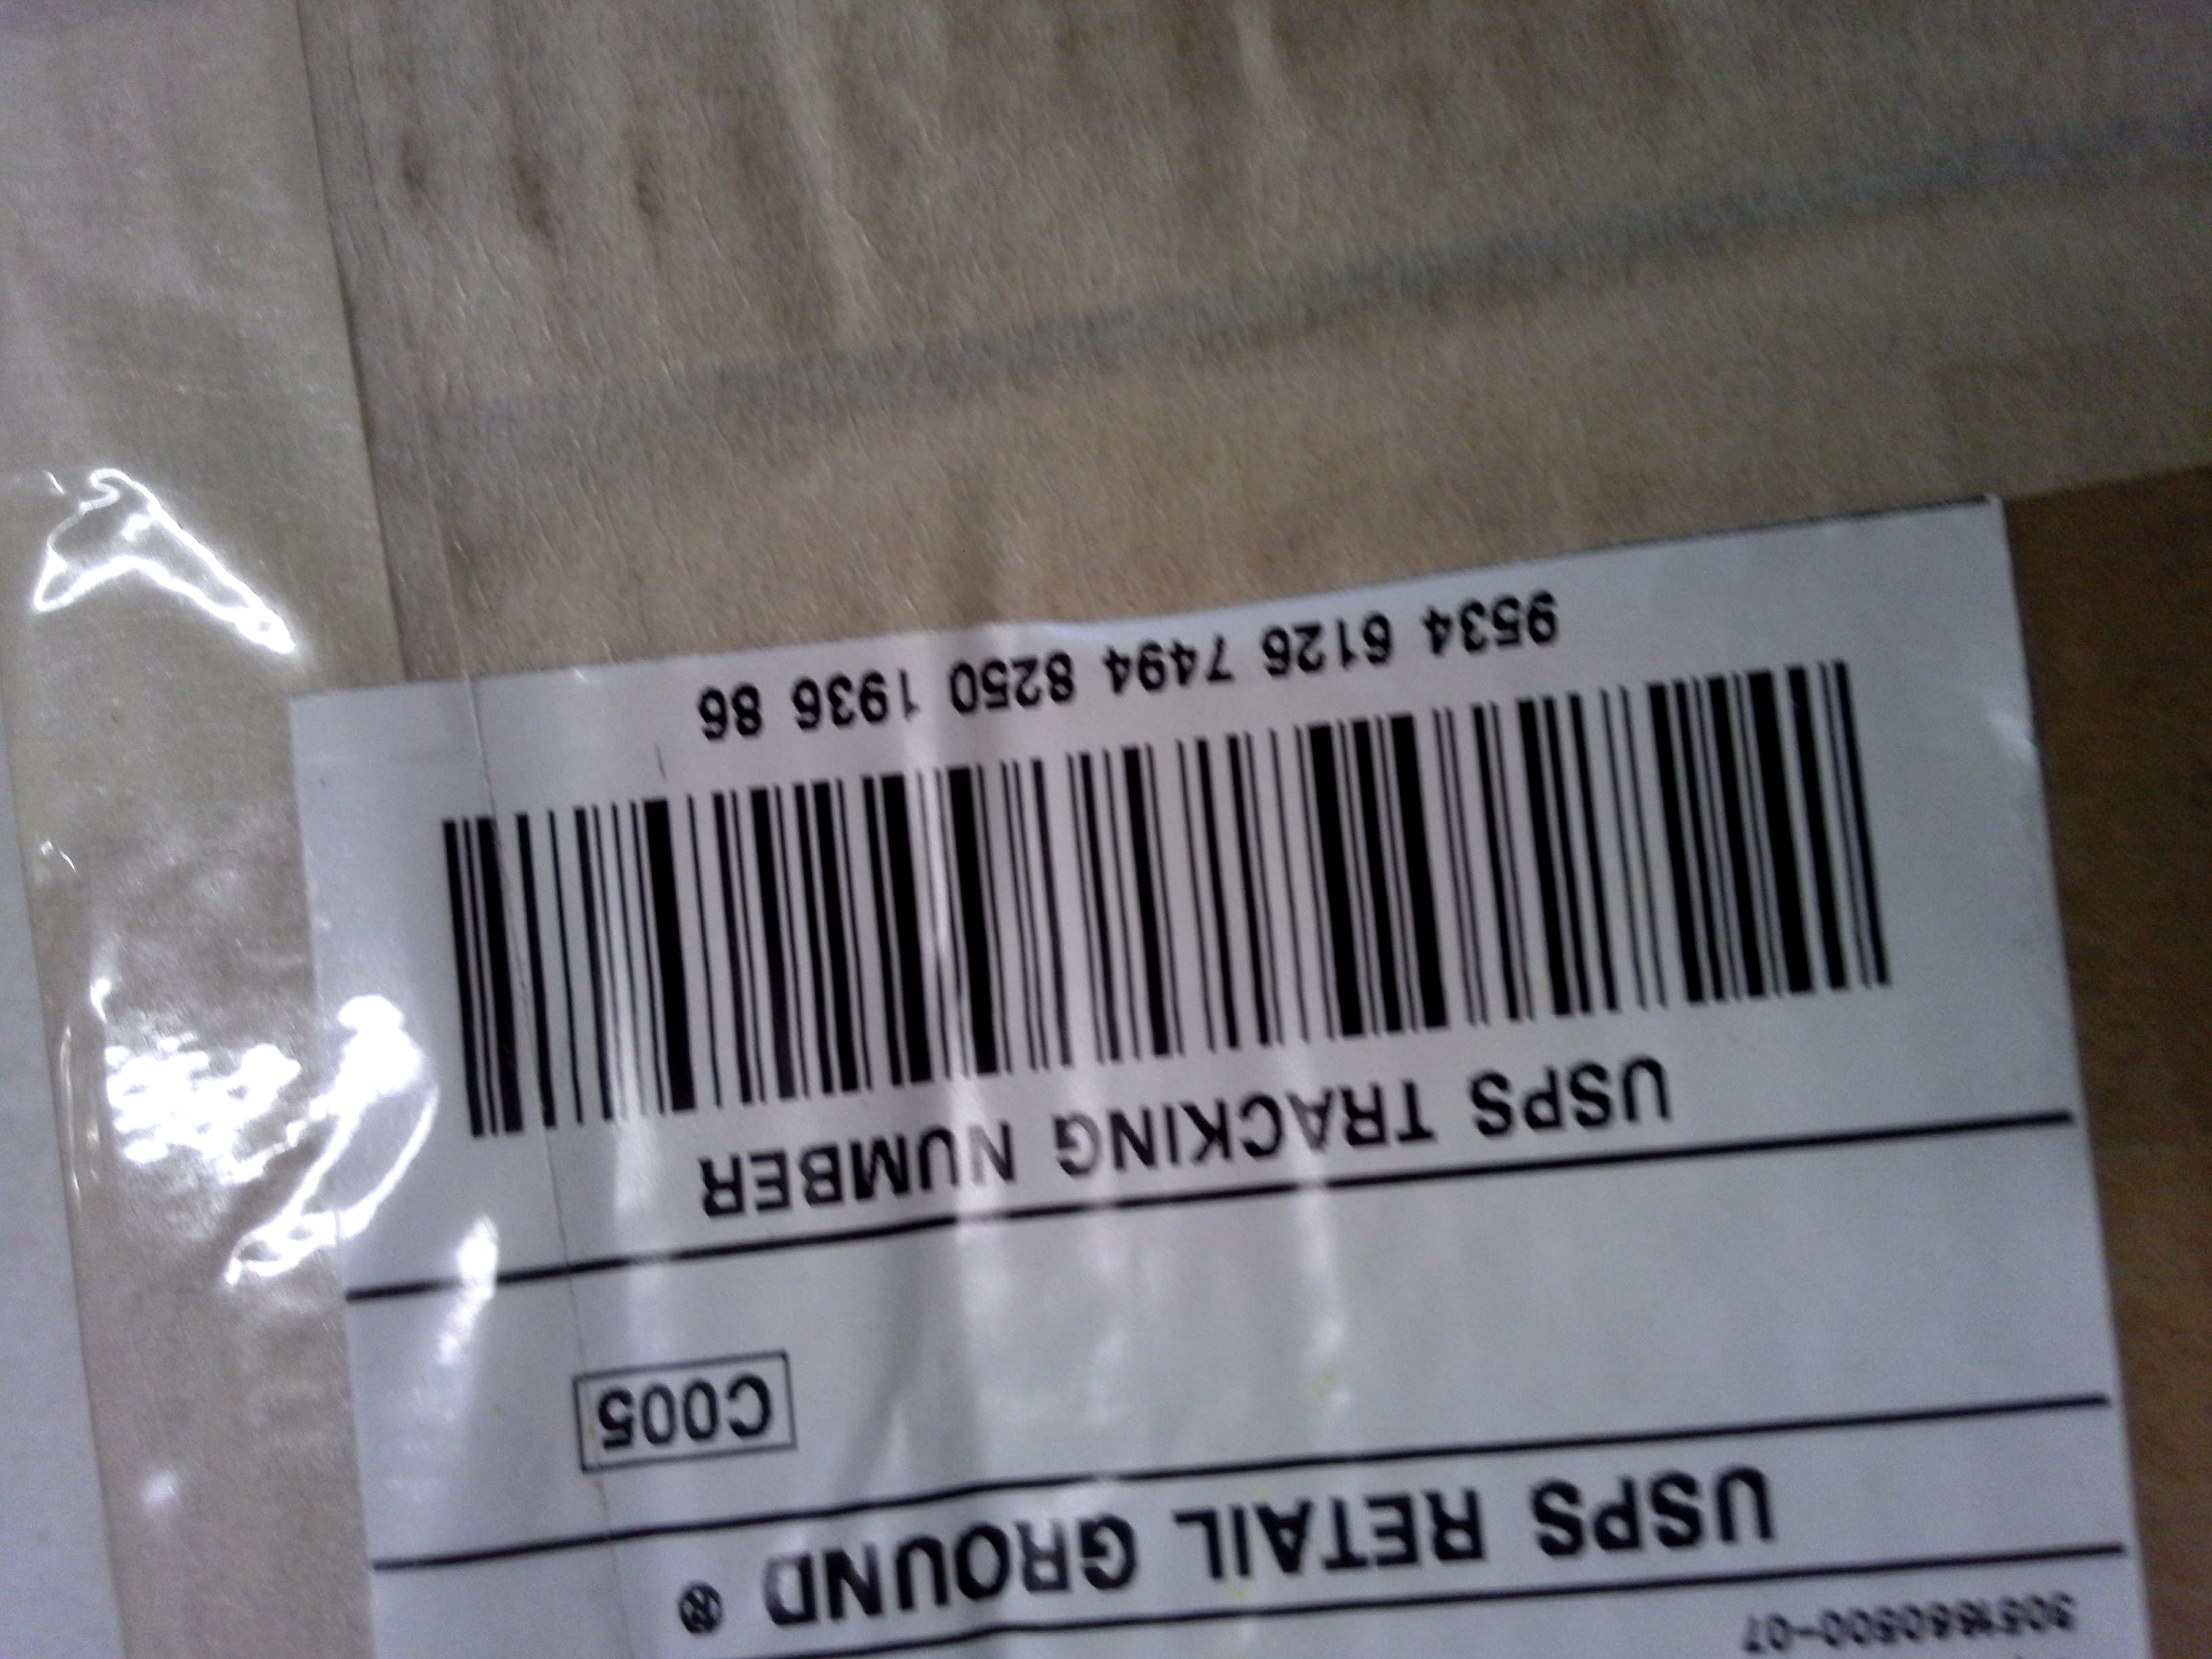 USPS RETAIL GROUND ®
C005
USPS TRACKING NUMBER
9534 6126 7494 8250 1936 86